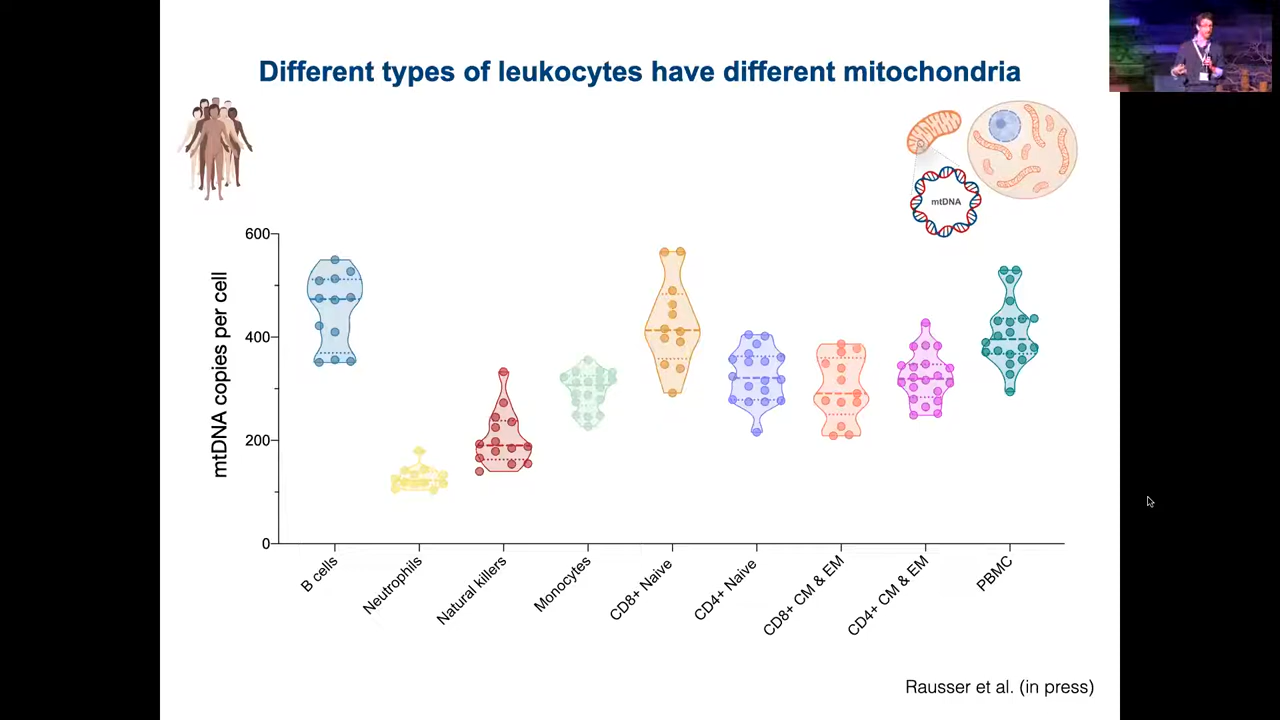 Different types of leukocytes have different mitochondria
mtDNA
mtDNA copies per cell
600
400
200
0
B cells
Neutrophils
Natural killers
Monocytes
CD8+ Naive
CD4+ Naive
CD8+ CM & EM
CD4+ CM & EM
PBMC
Rausser et al. (in press)